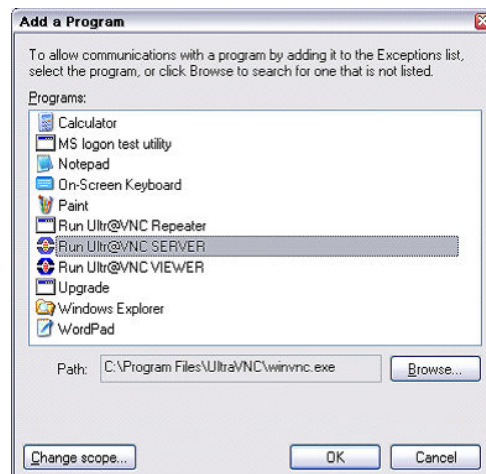 Add a Program
To allow communications with a program by adding it to the Exceptions list,
select the program, or click Browse to search for one that is not listed.
Programs:
Calculator
MS logon test utility
Notepad
On-Screen Keyboard
Paint
Run Ultr@VNC Repeater
Run Ultr@VNC SERVER
Run Ultr@VNC VIEWER
Upgrade
Windows Explorer
WordPad
Path: C:\Program Files\UltraVNC\winvnc.exe Browse...
Change scope... OK Cancel